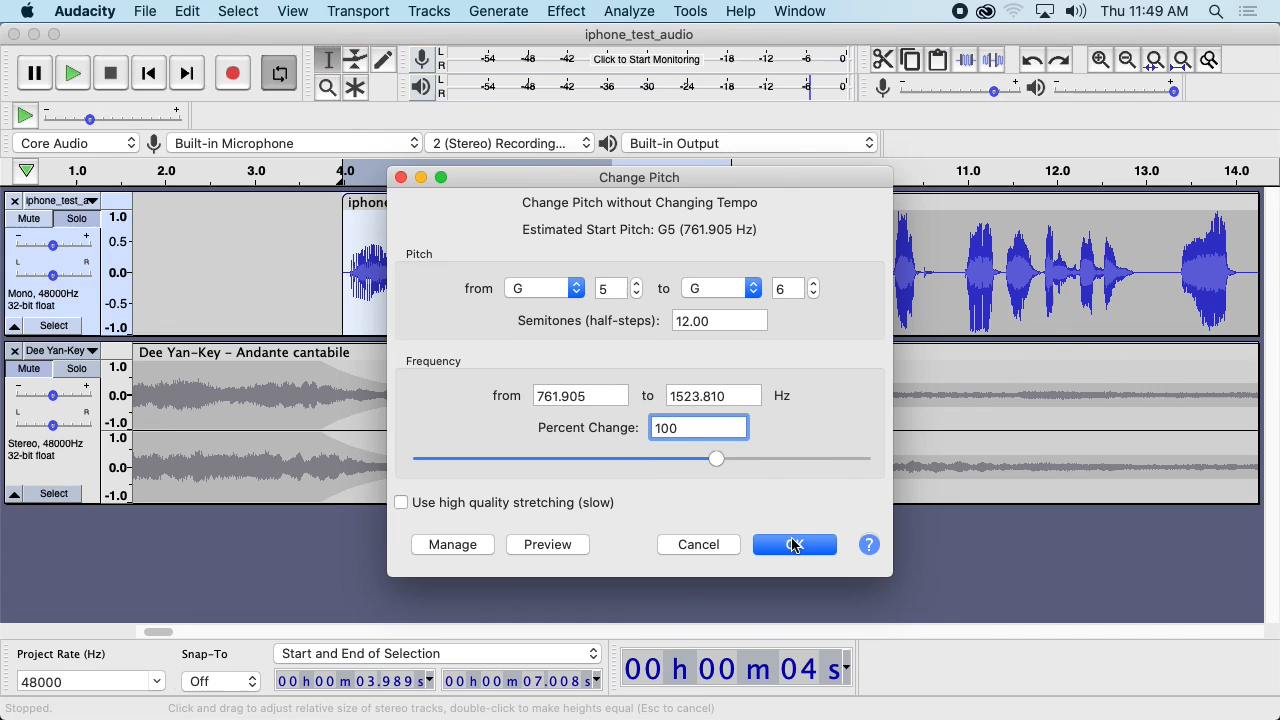 Audacity File Edit Select View Transport Tracks Generate Effect Analyze Tools Help Window Thu 11:49 AM
iphone_test_audio
L R -54 -48 -42 Click to Start Monitoring -18 -12 -6 0
L R -54 -48 -42 -36 -30 -24 -18 -12 -6 0
- + - +
- +
Core Audio Built-in Microphone 2 (Stereo) Recording... Built-in Output
1.0 2.0 3.0 4.0 11.0 12.0 13.0 14.0
Change Pitch
iphone_test_a
iphone
Mute Solo
- +
L R
Mono, 48000Hz
32-bit float
Select
1.0
0.5-
0.0-
-0.5-
-1.0
Change Pitch without Changing Tempo
Estimated Start Pitch: G5 (761.905 Hz)
Pitch
from G 5 to G 6
Semitones (half-steps): 12.00
Frequency
from 761.905 to 1523.810 Hz
Percent Change: 100
Use high quality stretching (slow)
Manage Preview Cancel ?
Dee Yan-Key
Dee Yan-Key - Andante cantabile
Mute Solo
- +
L R
Stereo, 48000Hz
32-bit float
Select
1.0
0.0-
-1.0
1.0
0.0-
-1.0
Project Rate (Hz) Snap-To Start and End of Selection
48000 Off 00 h 00 m 03.989 s 00 h 00 m 07.008 s
00 h 00 m 04 s
Stopped. Click and drag to adjust relative size of stereo tracks, double-click to make heights equal (Esc to cancel)